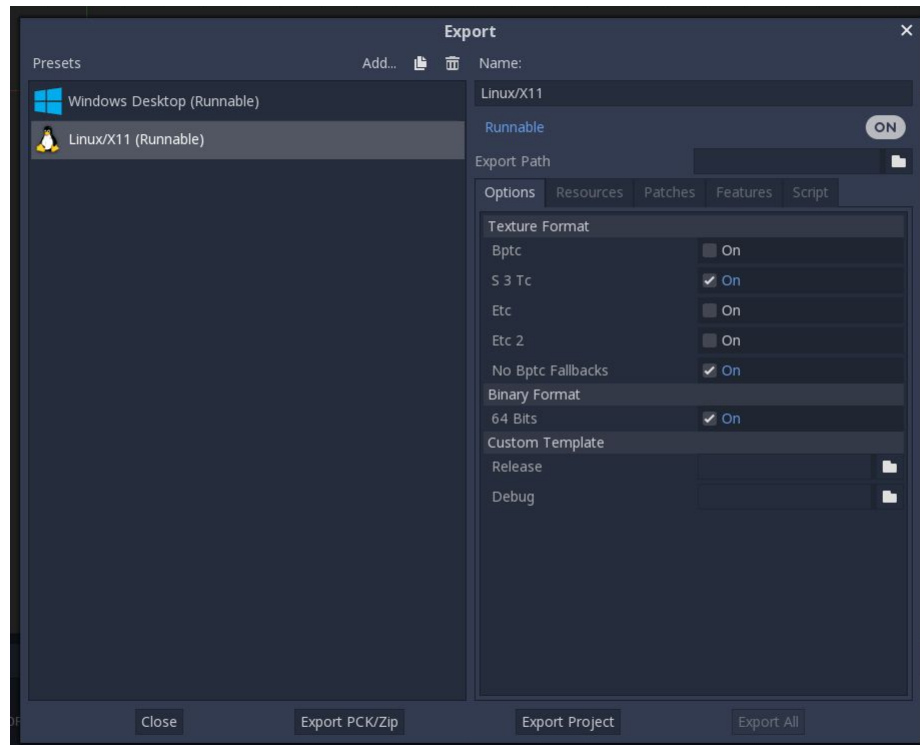 Export
Presets Add... Name:
Windows Desktop (Runnable)
Linux/X11 (Runnable)
Linux/X11
Runnable ON
Export Path
Options Resources Patches Features Script
Texture Format
Bptc On
S 3 Tc On
Etc On
Etc 2 On
No Bptc Fallbacks On
Binary Format
64 Bits On
Custom Template
Release
Debug
Close Export PCK/Zip Export Project Export All